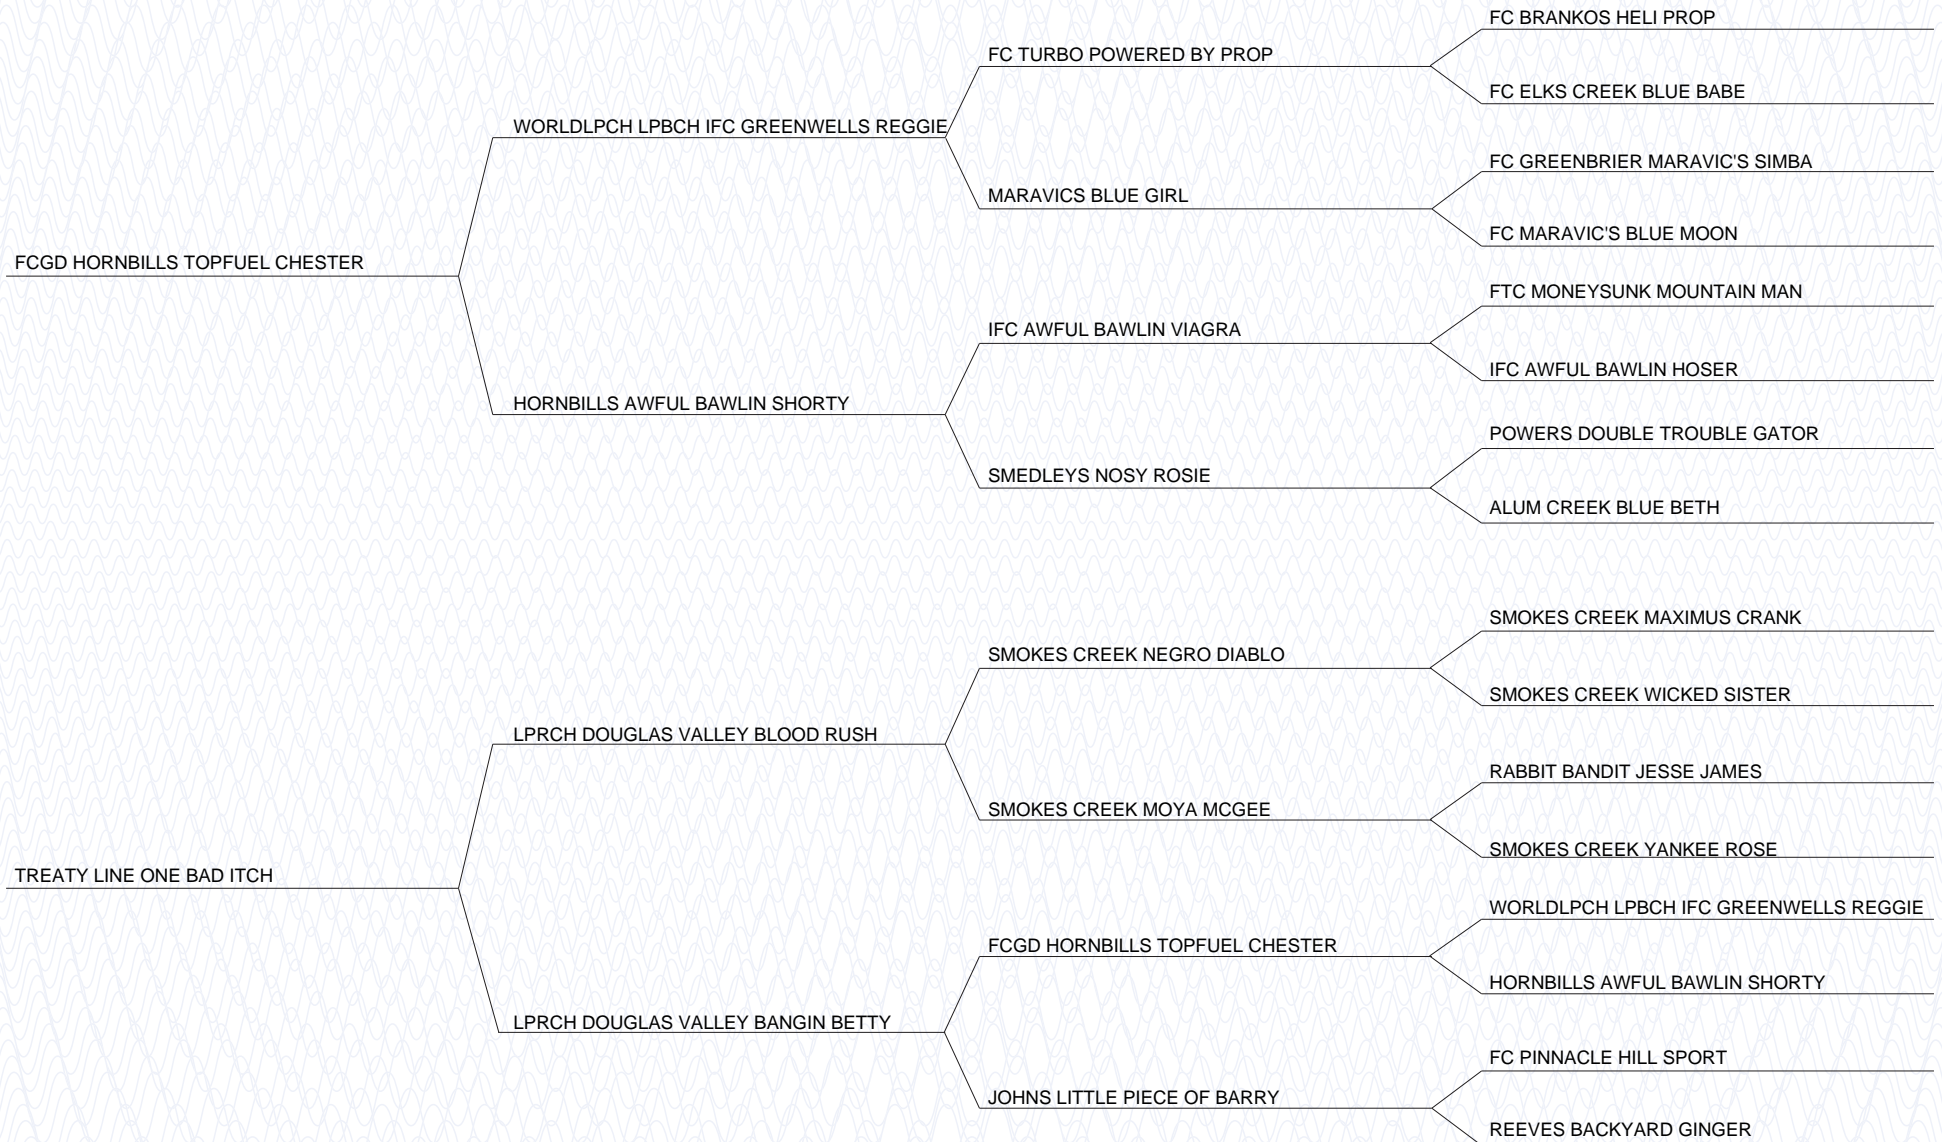 FC BRANKOS HELI PROP
FC TURBO POWERED BY PROP
FC ELKS CREEK BLUE BABE
WORLDLPCH LPBCH IFC GREENWELLS REGGIE
FC GREENBRIER MARAVIC'S SIMBA
MARAVICS BLUE GIRL
FC MARAVIC'S BLUE MOON
FCGD HORNBILLS TOPFUEL CHESTER
FTC MONEYSUNK MOUNTAIN MAN
IFC AWFUL BAWLIN VIAGRA
IFC AWFUL BAWLIN HOSER
HORNBILLS AWFUL BAWLIN SHORTY
POWERS DOUBLE TROUBLE GATOR
SMEDLEYS NOSY ROSIE
ALUM CREEK BLUE BETH
SMOKES CREEK MAXIMUS CRANK
SMOKES CREEK NEGRO DIABLO
SMOKES CREEK WICKED SISTER
LPRCH DOUGLAS VALLEY BLOOD RUSH
RABBIT BANDIT JESSE JAMES
SMOKES CREEK MOYA MCGEE
SMOKES CREEK YANKEE ROSE
TREATY LINE ONE BAD ITCH
WORLDLPCH LPBCH IFC GREENWELLS REGGIE
FCGD HORNBILLS TOPFUEL CHESTER
HORNBILLS AWFUL BAWLIN SHORTY
LPRCH DOUGLAS VALLEY BANGIN BETTY
FC PINNACLE HILL SPORT
JOHNS LITTLE PIECE OF BARRY
REEVES BACKYARD GINGER